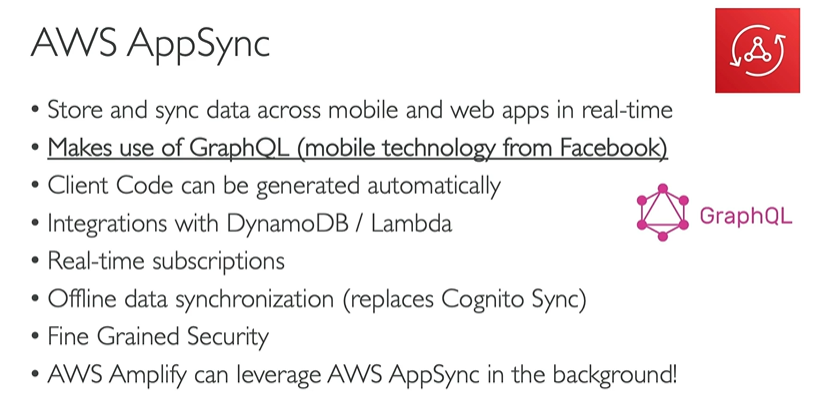 AWS AppSync
• Store and sync data across mobile and web apps in real-time
• Makes use of GraphQL (mobile technology from Facebook)
• Client Code can be generated automatically
• Integrations with DynamoDB / Lambda
• Real-time subscriptions
• Offline data synchronization (replaces Cognito Sync)
• Fine Grained Security
• AWS Amplify can leverage AWS AppSync in the background!
GraphQL